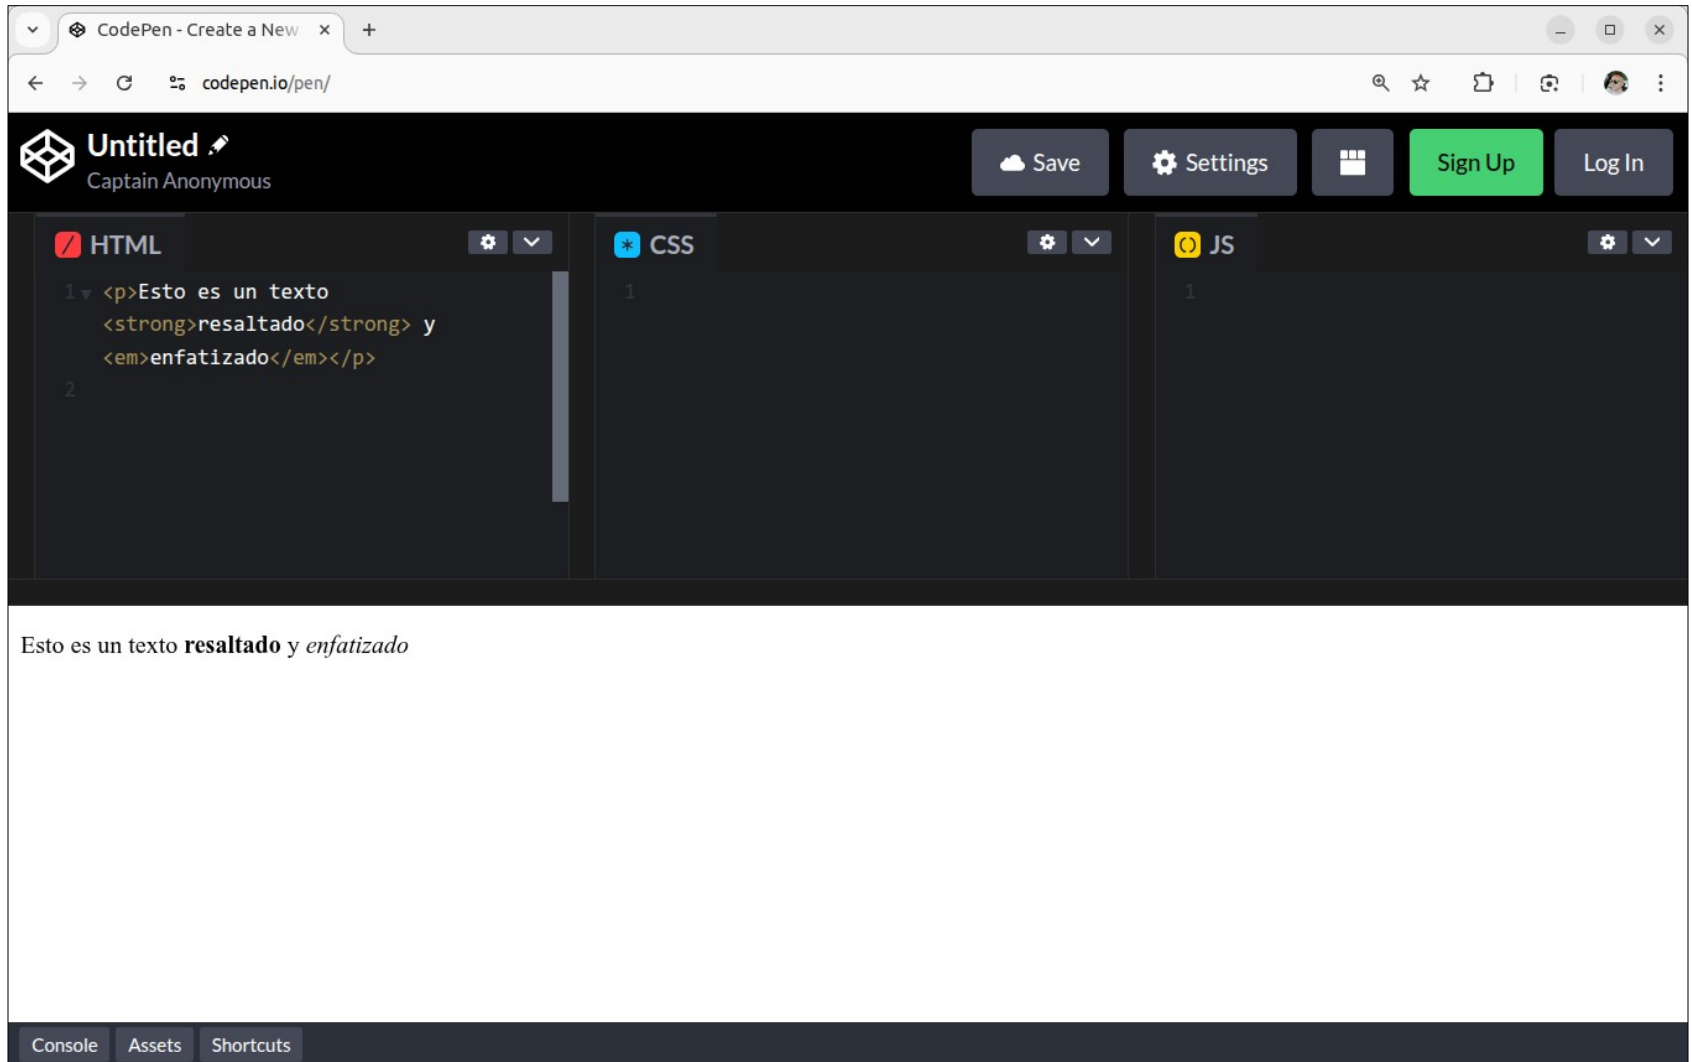 CodePen - Create a New
codepen.io/pen/
Untitled
Captain Anonymous
Save
Settings
Sign Up
Log In
HTML
CSS
JS
1 <p>Esto es un texto
<strong>resaltado</strong> y
<em>enfatizado</em></p>
2
1
1
Esto es un texto resaltado y enfatizado
Console
Assets
Shortcuts